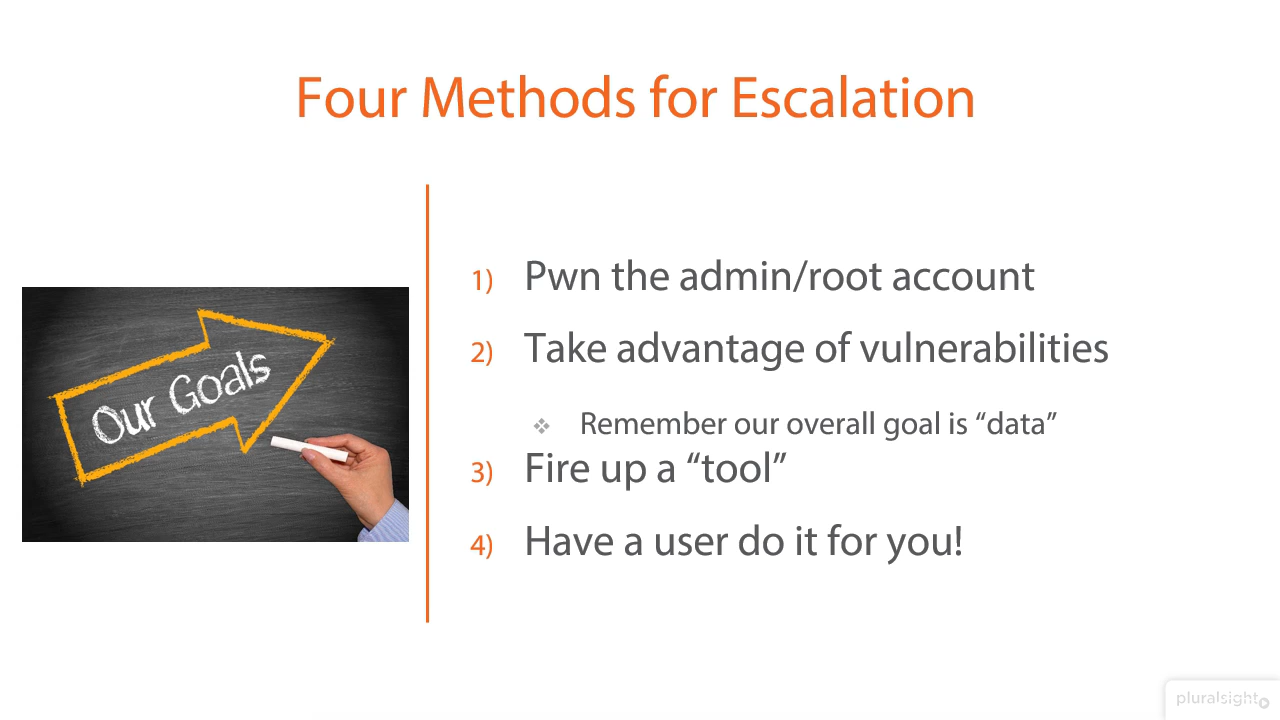 Four Methods for Escalation
Our Goals
1) Pwn the admin/root account
2) Take advantage of vulnerabilities
❖ Remember our overall goal is “data”
3) Fire up a “tool”
4) Have a user do it for you!
pluralsight